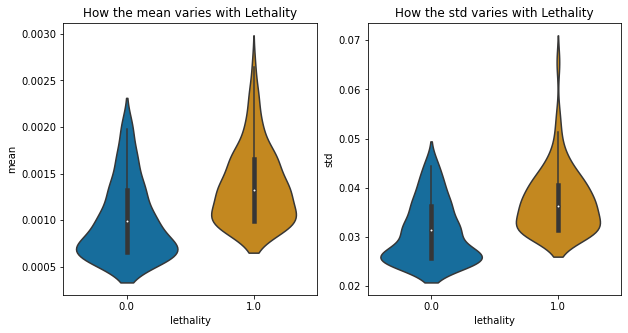 How the mean varies with Lethality
mean
0.0030
0.0025
0.0020
0.0015
0.0010
0.0005
0.0
1.0
lethality
How the std varies with Lethality
std
0.07
0.06
0.05
0.04
0.03
0.02
0.0
1.0
lethality